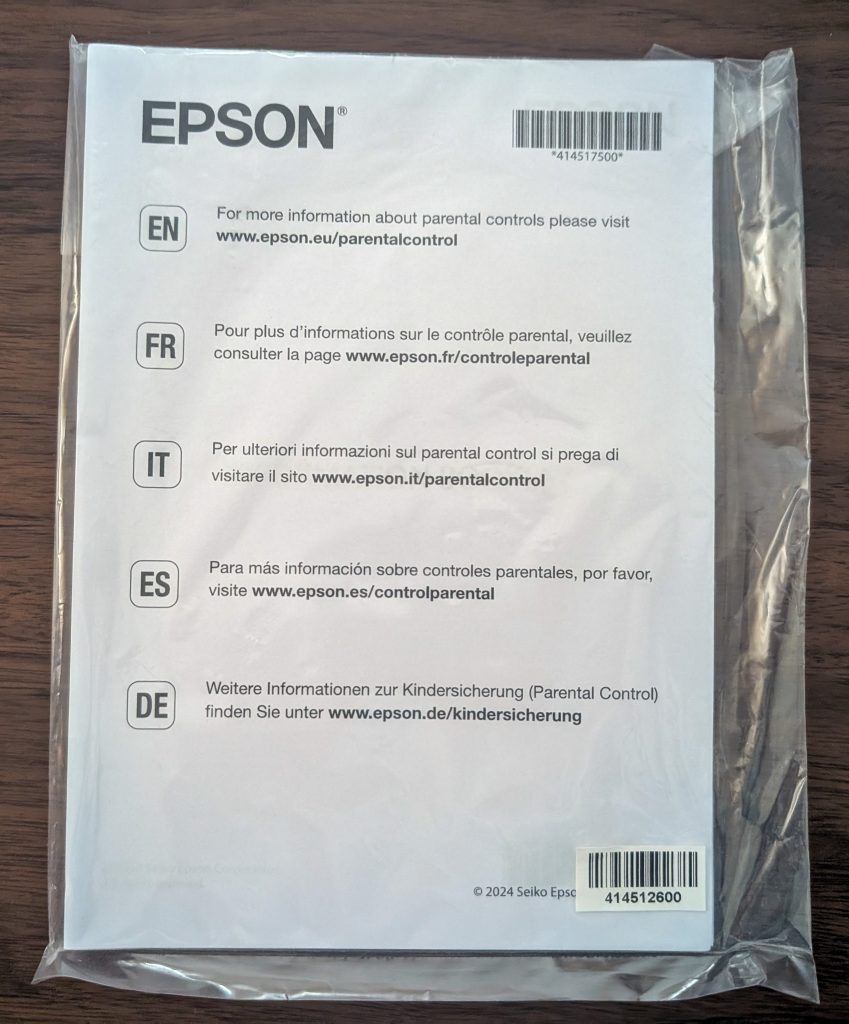 EPSON®
*414517500*
EN
For more information about parental controls please visit
www.epson.eu/parentalcontrol
FR
Pour plus d’informations sur le contrôle parental, veuillez
consulter la page www.epson.fr/controleparental
IT
Per ulteriori informazioni sul parental control si prega di
visitare il sito www.epson.it/parentalcontrol
ES
Para más información sobre controles parentales, por favor,
visite www.epson.es/controlparental
DE
Weitere Informationen zur Kindersicherung (Parental Control)
finden Sie unter www.epson.de/kindersicherung
© 2024 Seiko Epso
414512600